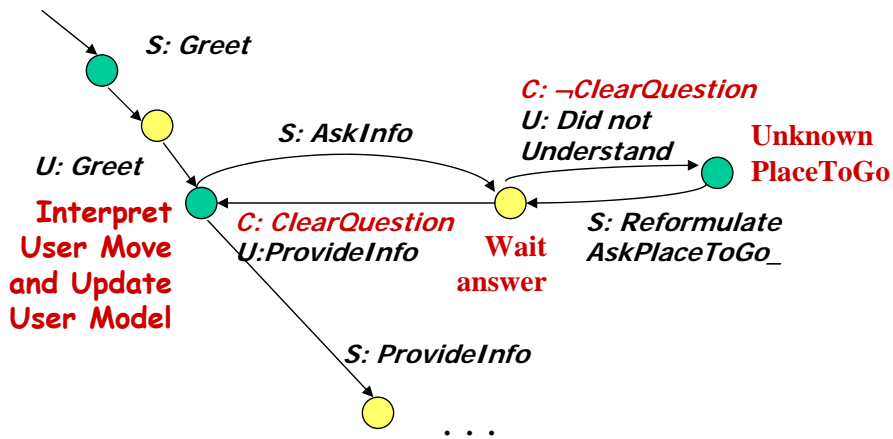 S: Greet
C: ¬ClearQuestion
U: Did not
Understand
S: AskInfo
Unknown
PlaceToGo
U: Greet
Interpret
User Move
and Update
User Model
C: ClearQuestion
U:ProvideInfo
Wait
answer
S: Reformulate
AskPlaceToGo_
S: ProvideInfo
. . .